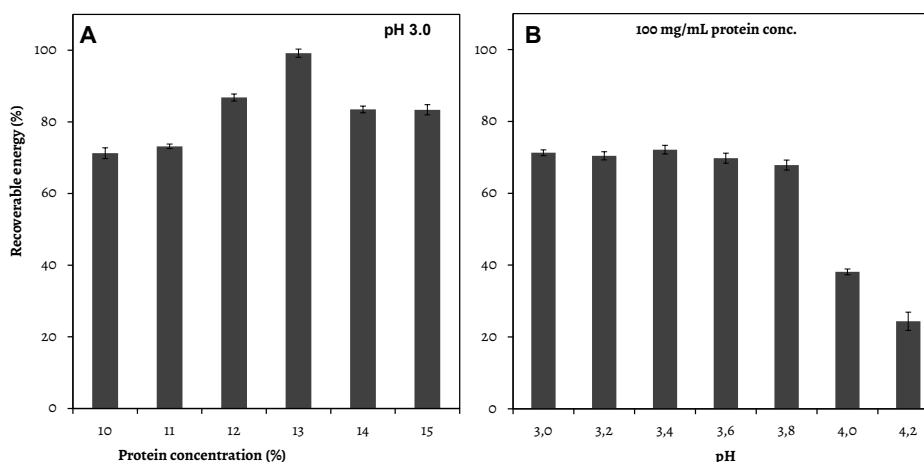 A
pH 3.0
Recoverable energy (%)
100
80
60
40
20
0
10 11 12 13 14 15
Protein concentration (%)
B
100 mg/mL protein conc.
100
80
60
40
20
0
3,0 3,2 3,4 3,6 3,8 4,0 4,2
pH